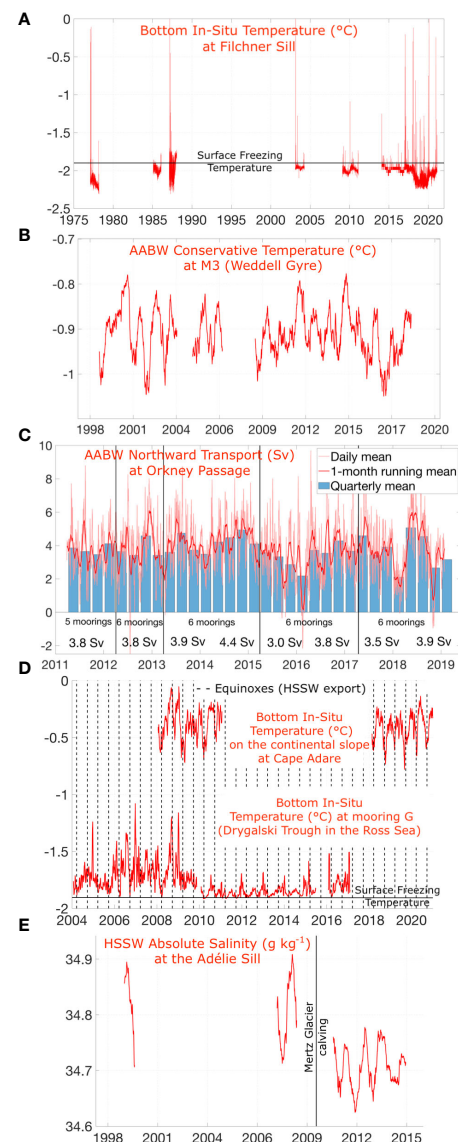 A
Bottom In-Situ Temperature (°C)
at Filchner Sill
0
-0.5
-1
-1.5
-2
-2.5
Surface Freezing
Temperature
1975 1980 1985 1990 1995 2000 2005 2010 2015 2020
B
-0.7
-0.8
-0.9
-1
AABW Conservative Temperature (°C)
at M3 (Weddell Gyre)
1998 2001 2003 2004 2006 2009 2012 2015 2017 2020
C
10
8
6
4
2
0
-2
AABW Northward Transport (Sv)
at Orkney Passage
Daily mean
1-month running mean
Quarterly mean
5 moorings 6 moorings 6 moorings 6 moorings 6 moorings
3.8 Sv 3.8 Sv 3.9 Sv 4.4 Sv 3.0 Sv 3.8 Sv 3.5 Sv 3.9 Sv
2011 2012 2013 2014 2015 2016 2017 2018 2019
D
0
-0.5
-1
-1.5
-2
- - Equinoxes (HSSW export)
Bottom In-Situ
Temperature (°C)
on the continental slope
at Cape Adare
Bottom In-Situ
Temperature (°C) at mooring G
(Drygalski Trough in the Ross Sea)
Surface Freezing
Temperature
2004 2006 2008 2010 2012 2014 2016 2018 2020
E
HSSW Absolute Salinity (g kg-1)
at the Adélie Sill
34.9
34.8
34.7
34.6
Mertz Glacier
calving
1998 2001 2004 2006 2009 2012 2015